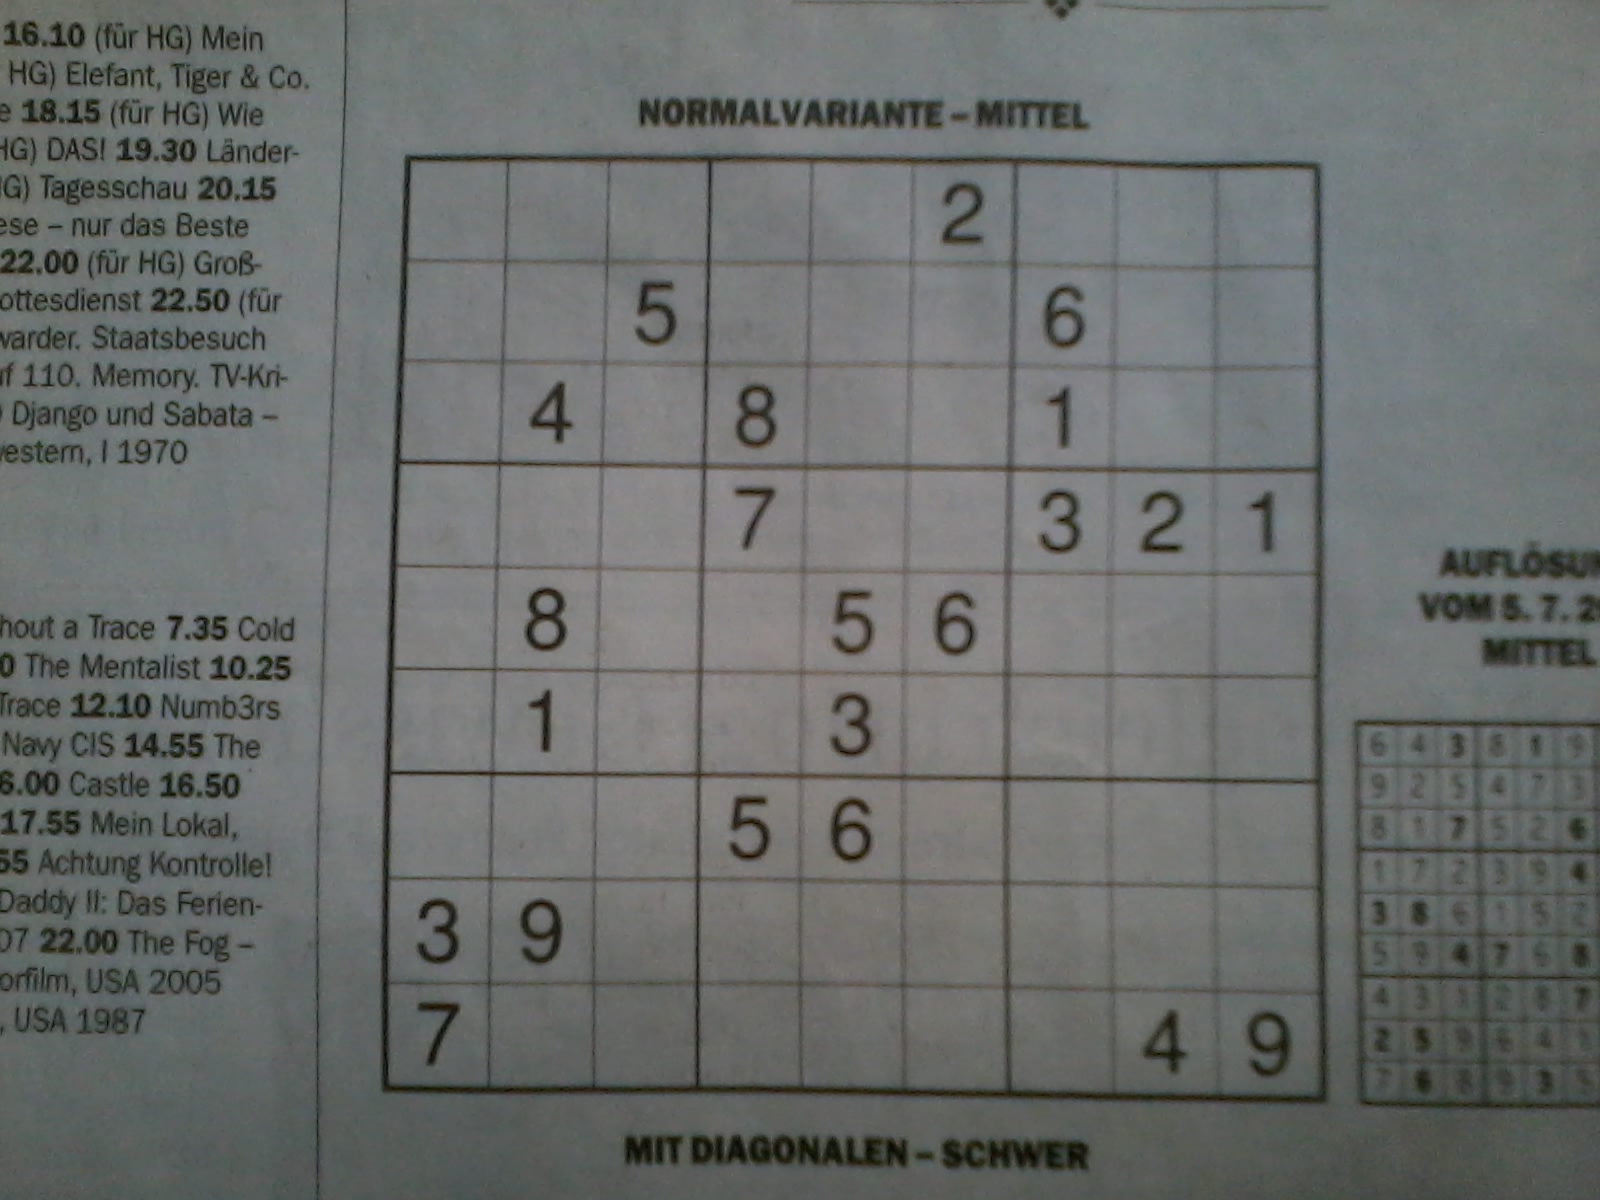 16.10 (für HG) Mein
HG) Elefant, Tiger & Co.
e 18.15 (für HG) Wie
HG) DAS! 19.30 Länder-
HG) Tagesschau 20.15
ese – nur das Beste
22.00 (für HG) Groß-
ottesdienst 22.50 (für
warder. Staatsbesuch
uf 110. Memory. TV-Kri-
) Django und Sabata –
western, I 1970
hout a Trace 7.35 Cold
0 The Mentalist 10.25
Trace 12.10 Numb3rs
Navy CIS 14.55 The
6.00 Castle 16.50
17.55 Mein Lokal,
55 Achtung Kontrolle!
Daddy II: Das Ferien-
07 22.00 The Fog –
orfilm, USA 2005
, USA 1987
NORMALVARIANTE – MITTEL
2
5 6
4 8 1
7 3 2 1
8 5 6
1 3
5 6
3 9
7 4 9
MIT DIAGONALEN – SCHWER
AUFLÖSUN
VOM 5. 7. 2
MITTEL
6 4 3 8 1 9
9 2 5 4 7 3
8 1 7 5 2 6
1 7 2 3 9 4
3 8 6 1 5 2
5 9 4 7 6 8
4 3 1 2 8 7
2 5 9 6 4 1
7 6 8 9 3 5